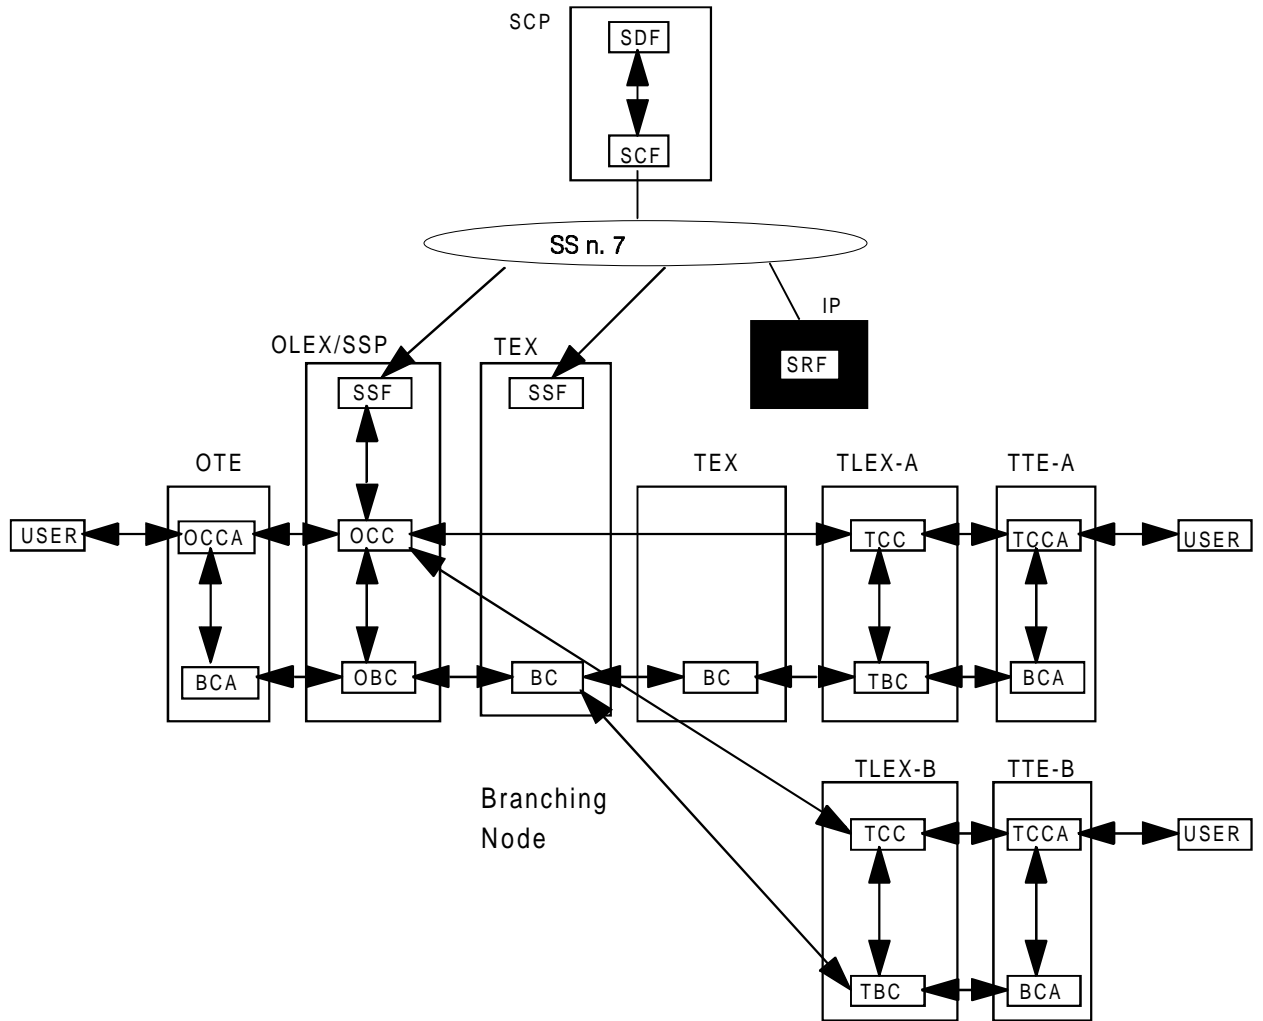 SCP
SDF
SCF
SS n. 7
IP
SRF
OLEX/SSP
TEX
SSF
SSF
OTE
TEX
TLEX-A
TTE-A
USER
OCCA
OCC
TCC
TCCA
USER
BCA
OBC
BC
BC
TBC
BCA
TLEX-B
TTE-B
Branching
Node
TCC
TCCA
USER
TBC
BCA